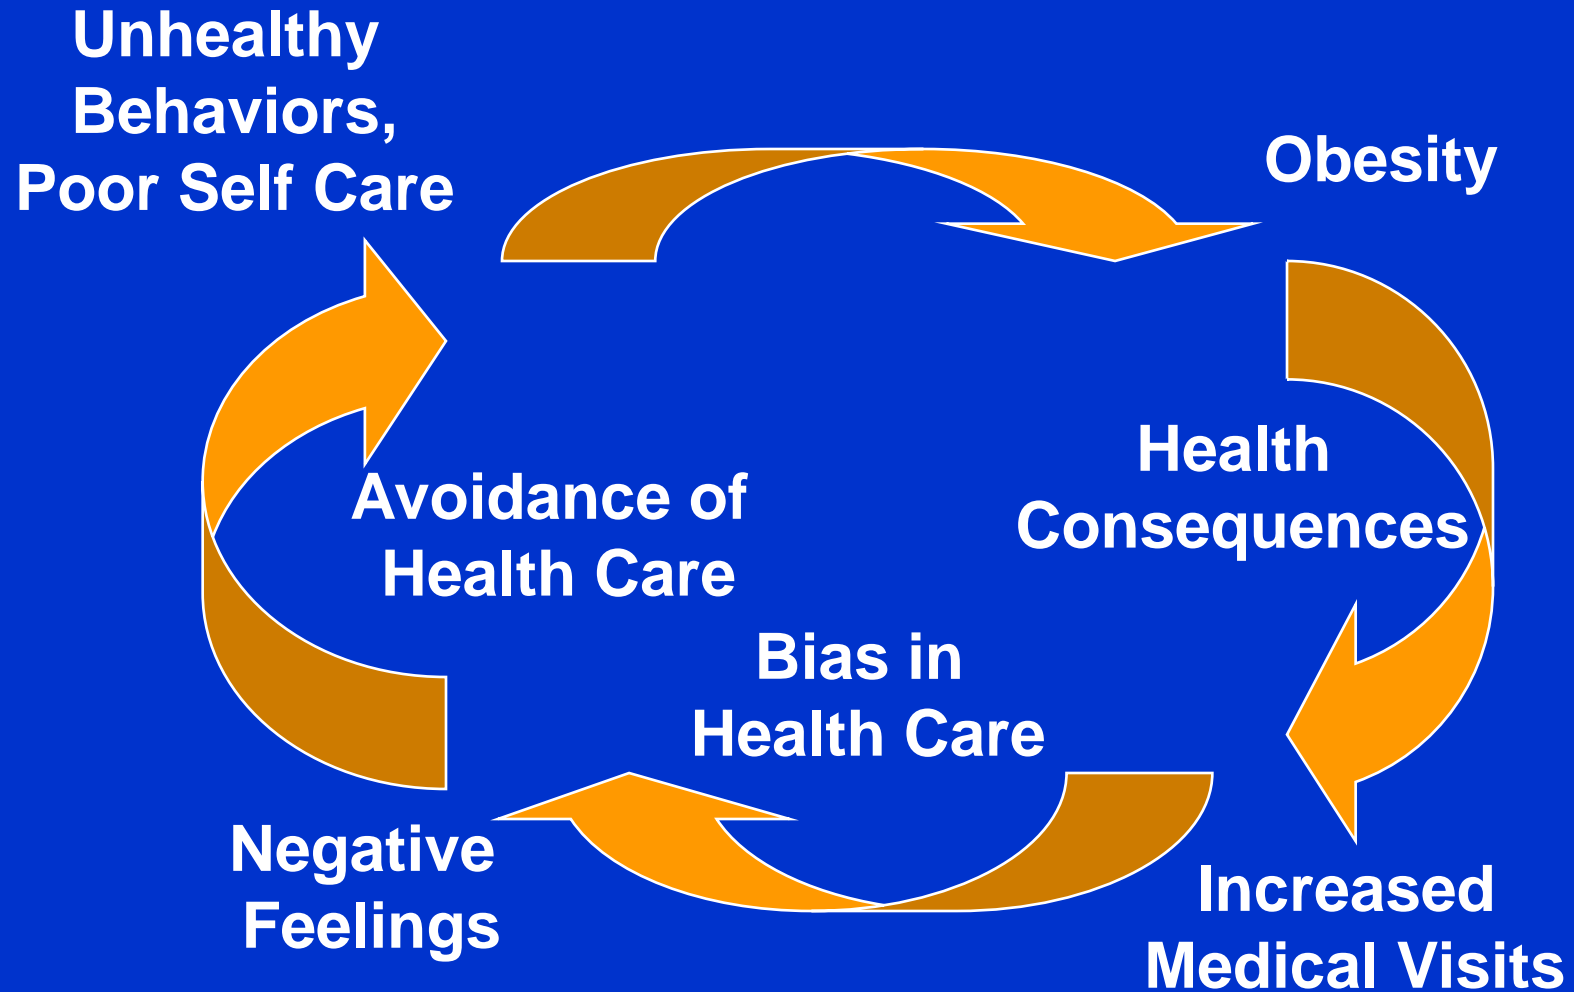 Unhealthy
Behaviors,
Poor Self Care
Obesity
Health
Consequences
Avoidance of
Health Care
Bias in
Health Care
Negative
Feelings
Increased
Medical Visits